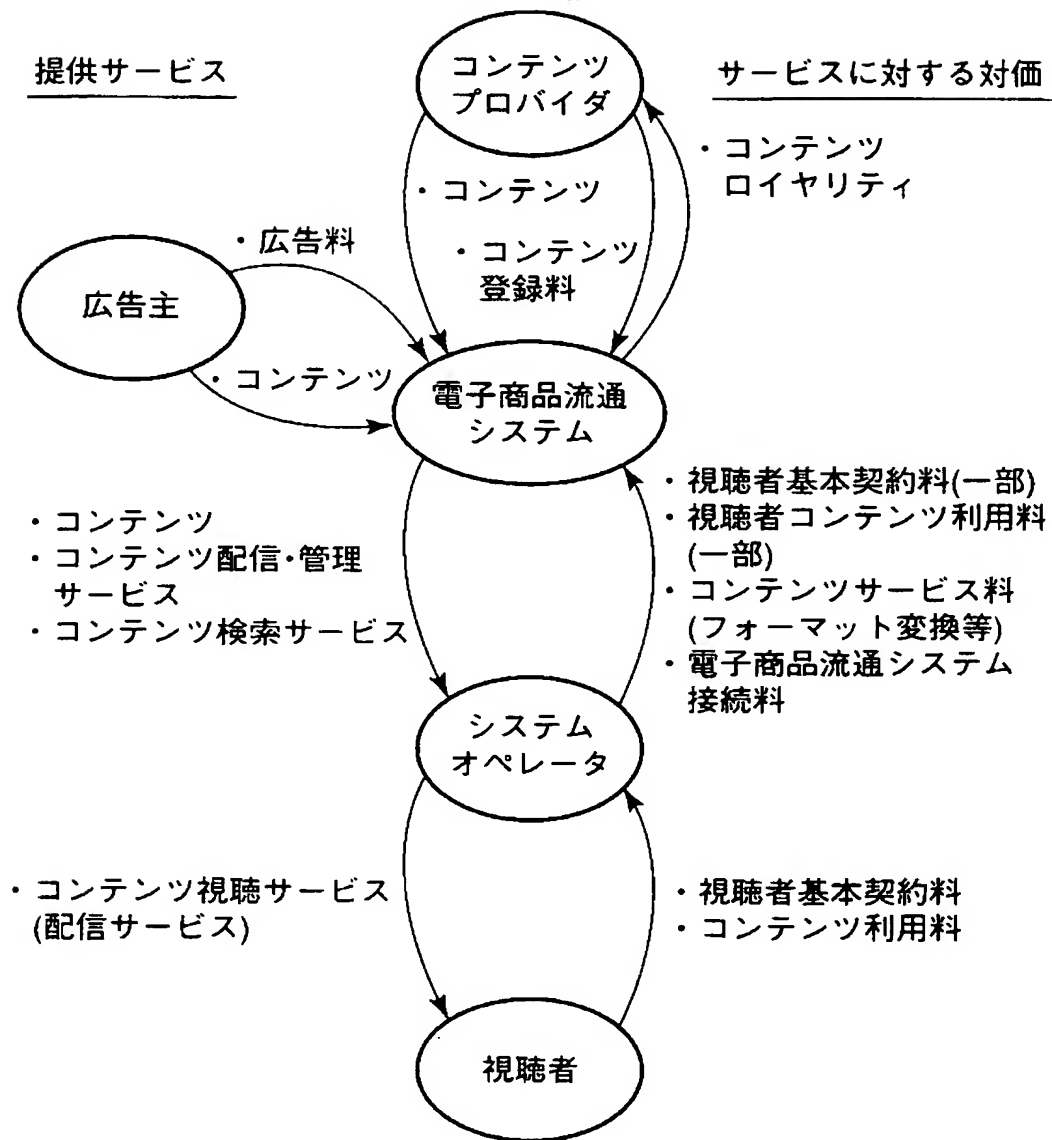 提供サービス
コンテンツ
プロバイダ
サービスに対する対価
・コンテンツ
ロイヤリティ
・コンテンツ
・広告料
・コンテンツ
登録料
広告主
・コンテンツ
電子商品流通
システム
・コンテンツ
・コンテンツ配信・管理
サービス
・コンテンツ検索サービス
・視聴者基本契約料(一部)
・視聴者コンテンツ利用料
(一部)
・コンテンツサービス料
(フォーマット変換等)
・電子商品流通システム
接続料
システム
オペレータ
・コンテンツ視聴サービス
(配信サービス)
・視聴者基本契約料
・コンテンツ利用料
視聴者